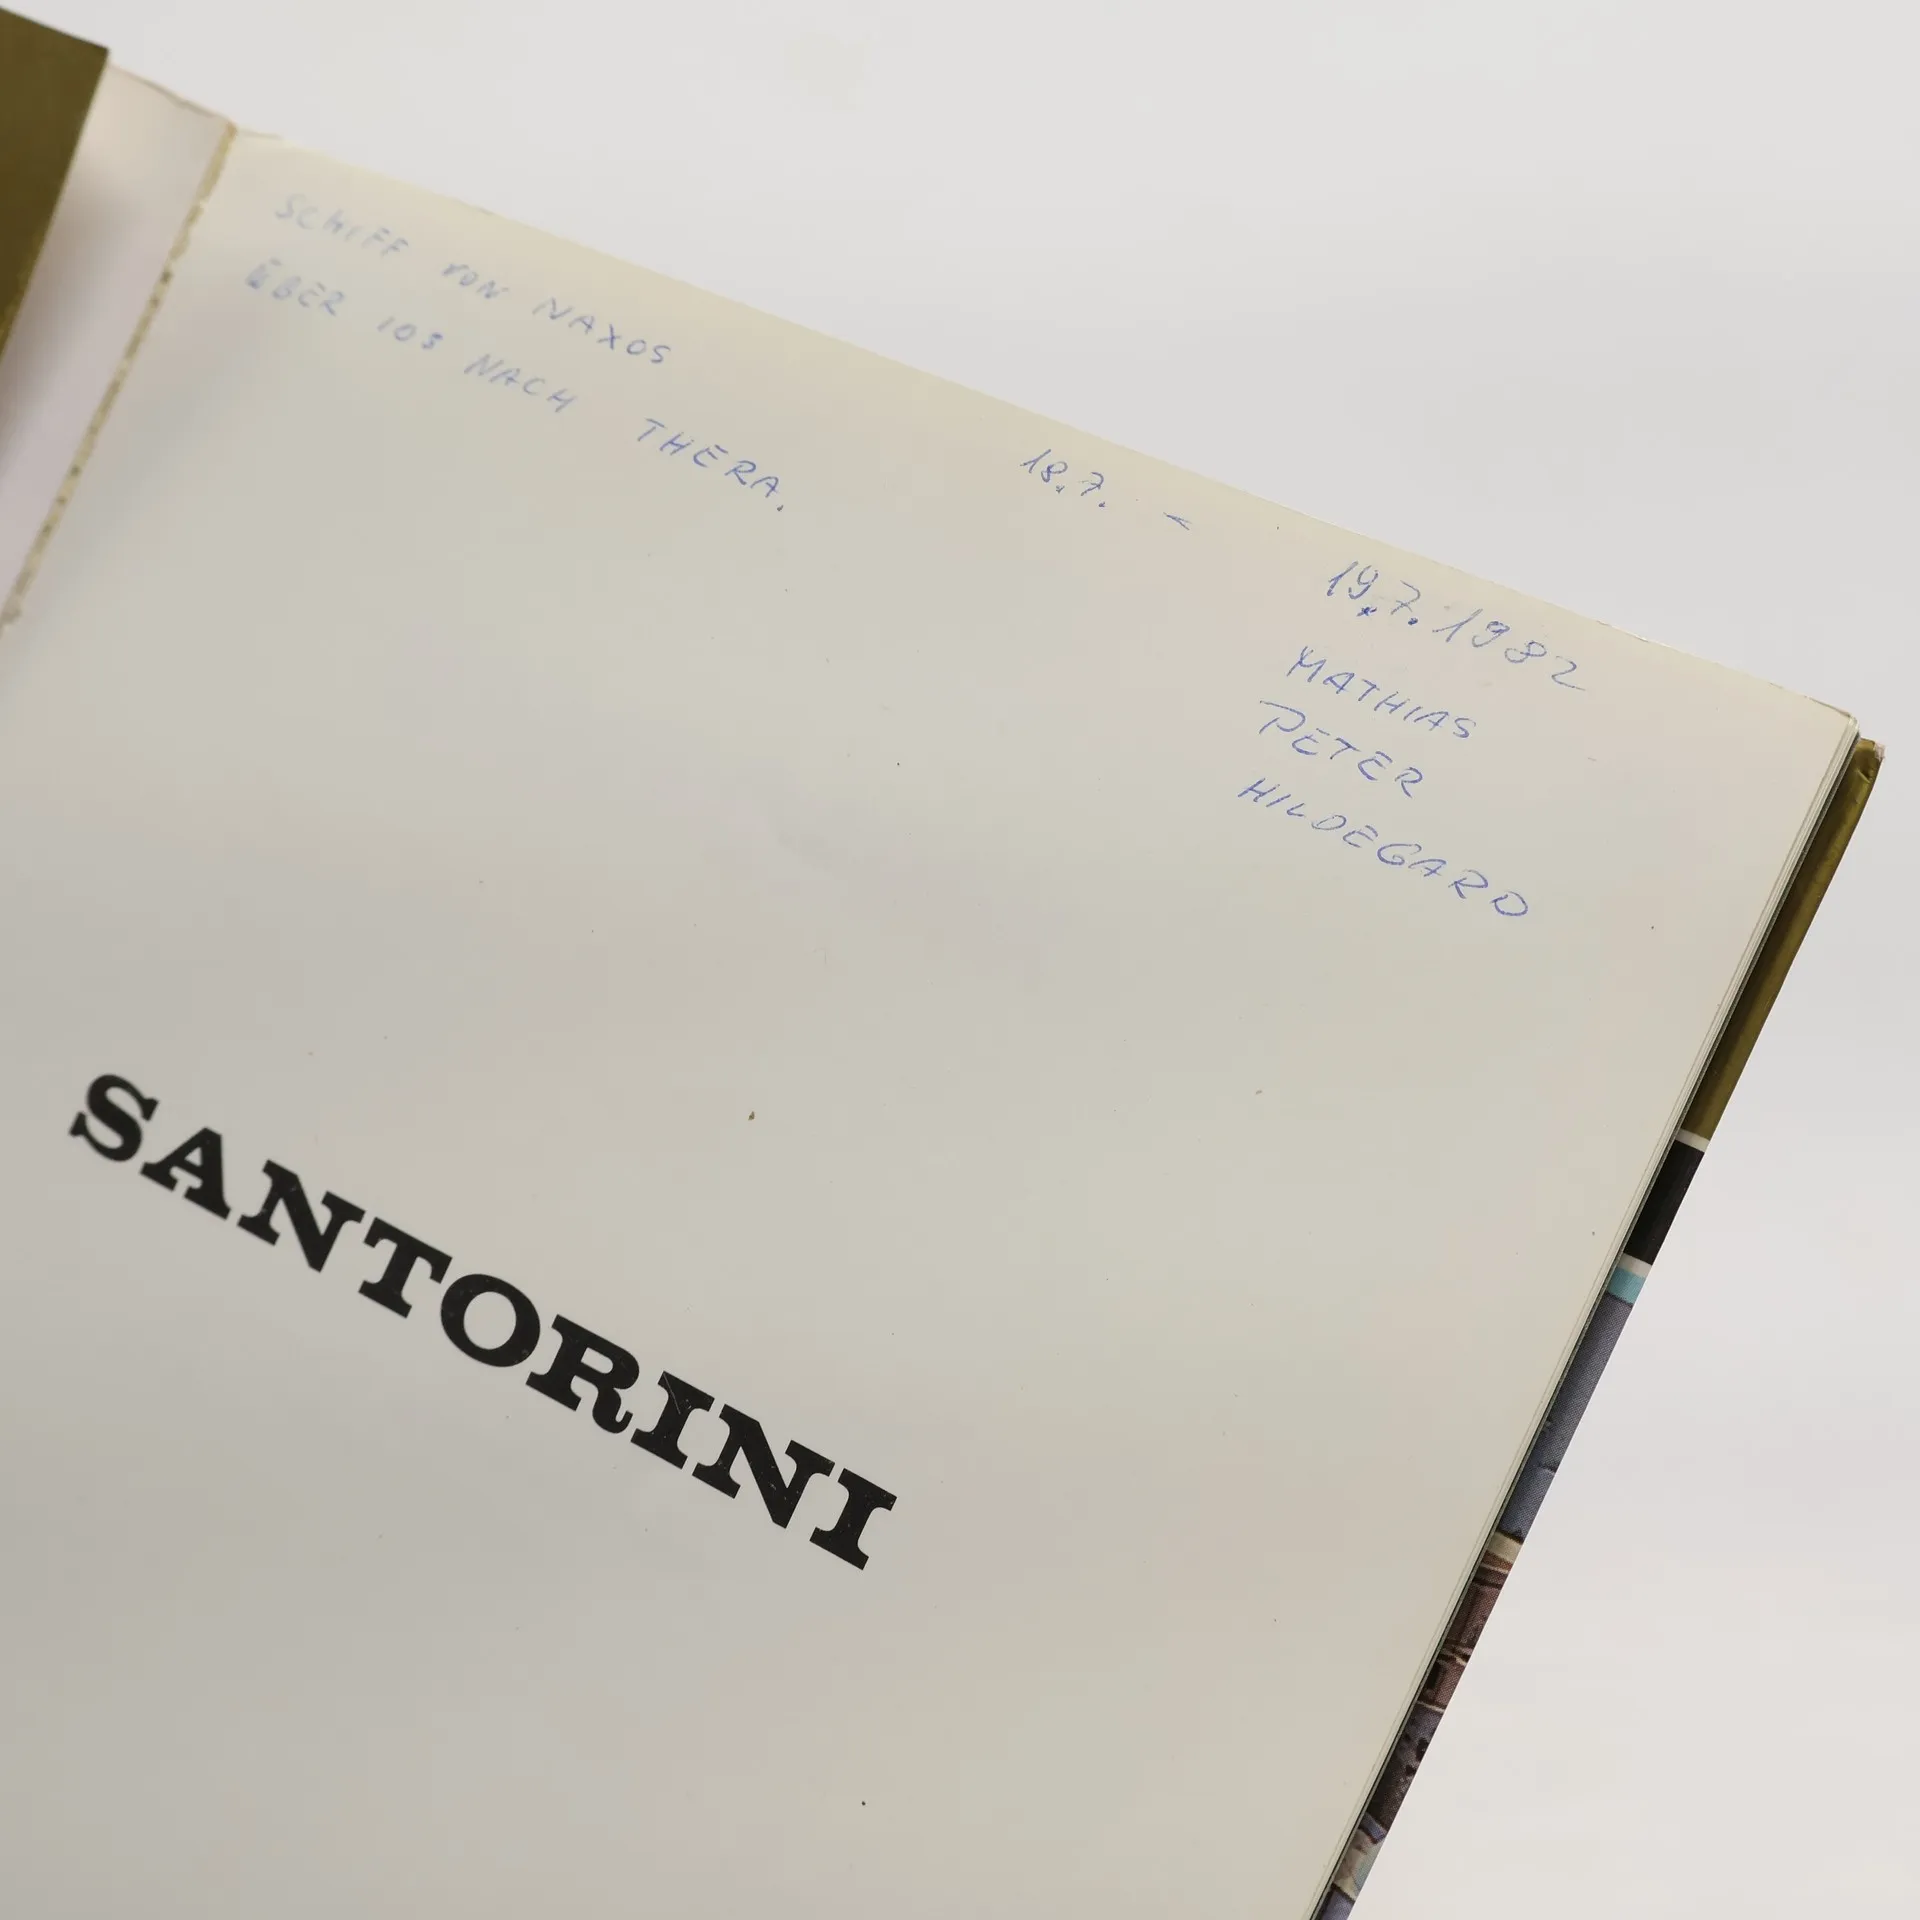 SCHIFF VON NAXOS
ÜBER IOS NACH THERA.
18.7. – 19.7.1982
MATHIAS
PETER
HILDEGARD
SANTORINI